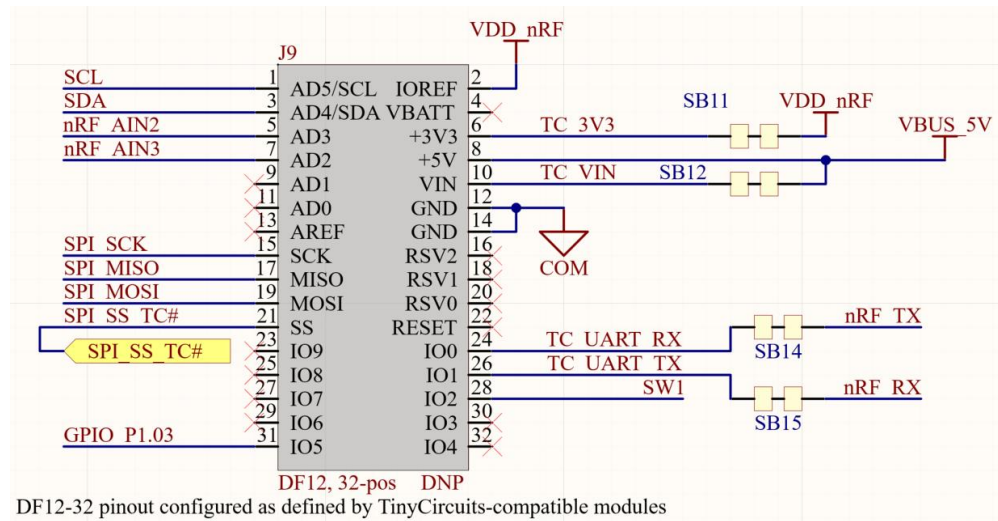 VDD_nRF
J9
SCL 1 AD5/SCL IOREF 2
SDA 3 AD4/SDA VBATT 4
SB11 VDD_nRF
nRF_AIN2 5 AD3 +3V3 6 TC_3V3
VBUS_5V
nRF_AIN3 7 AD2 +5V 8
9 AD1 VIN 10 TC_VIN SB12
11 AD0 GND 12
13 AREF GND 14
SPI_SCK 15 SCK RSV2 16
COM
SPI_MISO 17 MISO RSV1 18
SPI_MOSI 19 MOSI RSV0 20
SPI_SS_TC# 21 SS RESET 22
nRF_TX
SPI_SS_TC# 23 IO9 IO0 24 TC_UART_RX
SB14
25 IO8 IO1 26 TC_UART_TX
27 IO7 IO2 28 SW1
nRF_RX
29 IO6 IO3 30
SB15
GPIO_P1.03 31 IO5 IO4 32
DF12, 32-pos DNP
DF12-32 pinout configured as defined by TinyCircuits-compatible modules